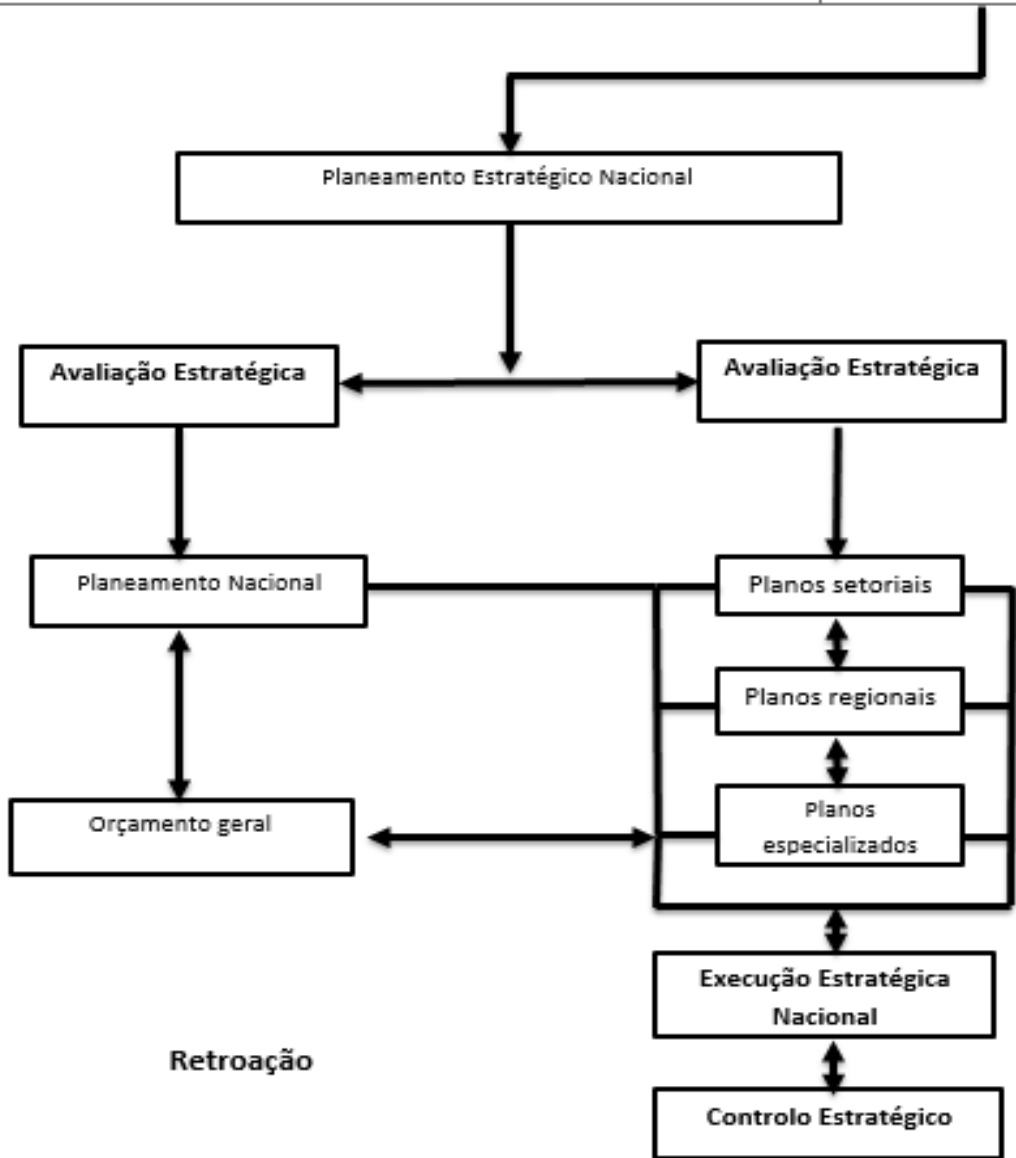 Planeamento Estratégico Nacional
Avaliação Estratégica
Avaliação Estratégica
Planeamento Nacional
Planos setoriais
Planos regionais
Orçamento geral
Planos
especializados
Execução Estratégica
Nacional
Retroação
Controlo Estratégico